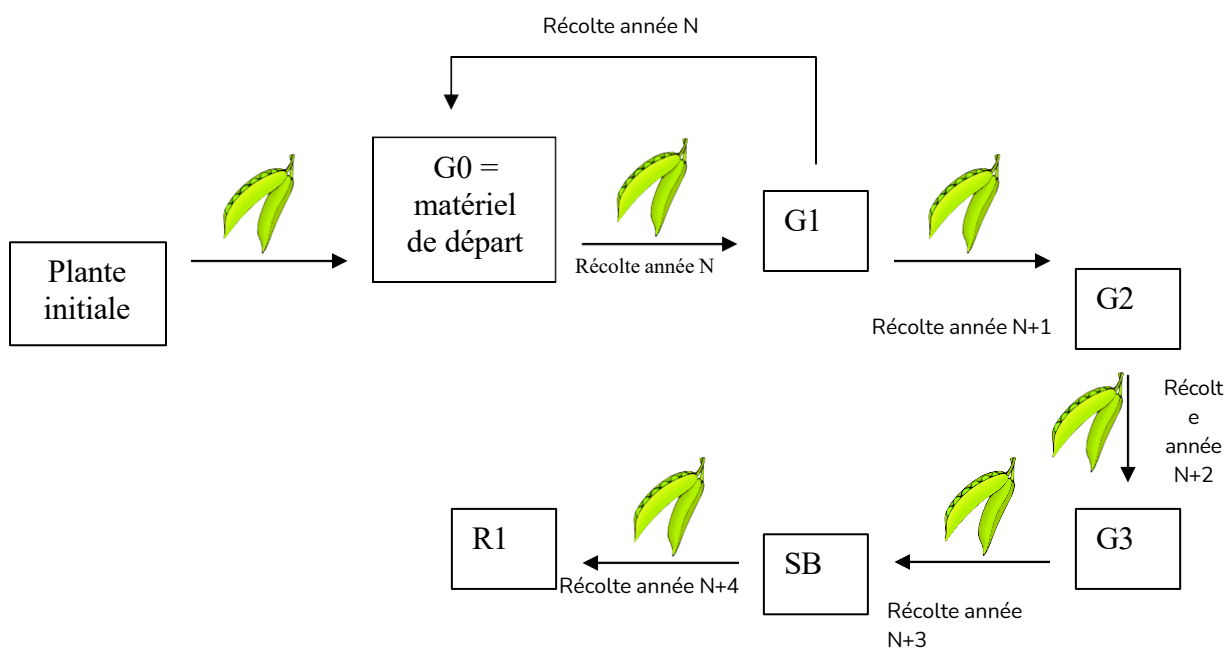 Récolte année N
Plante
initiale
G0 =
matériel
de départ
Récolte année N
G1
Récolte année N+1
G2
Récolt
e
année
N+2
G3
Récolte année
N+3
SB
Récolte année N+4
R1